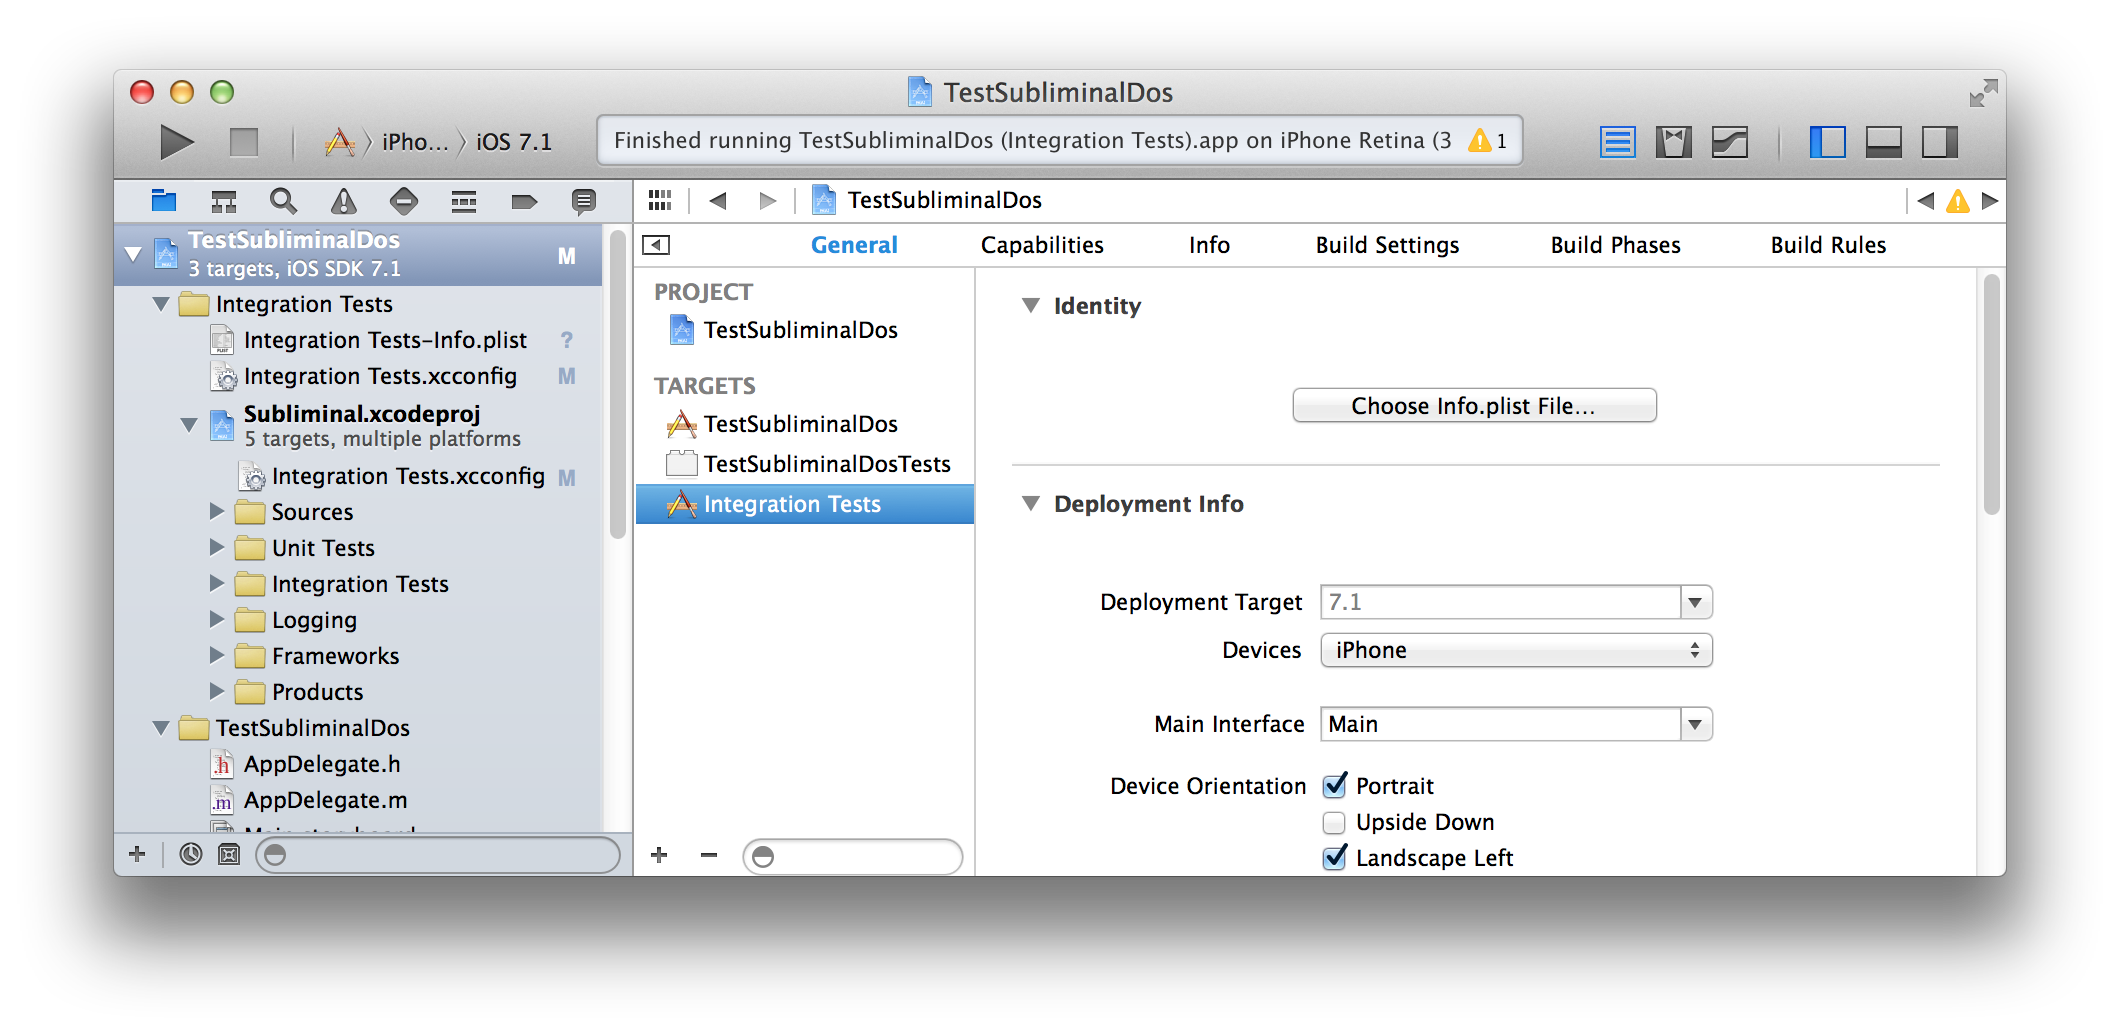 TestSubliminalDos
iPho... iOS 7.1
Finished running TestSubliminalDos (Integration Tests).app on iPhone Retina (3 1
TestSubliminalDos
TestSubliminalDos
3 targets, iOS SDK 7.1
M
Integration Tests
Integration Tests-Info.plist ?
Integration Tests.xcconfig M
Subliminal.xcodeproj
5 targets, multiple platforms
Integration Tests.xcconfig M
Sources
Unit Tests
Integration Tests
Logging
Frameworks
Products
TestSubliminalDos
AppDelegate.h
AppDelegate.m
General Capabilities Info Build Settings Build Phases Build Rules
PROJECT
TestSubliminalDos
TARGETS
TestSubliminalDos
TestSubliminalDosTests
Integration Tests
Identity
Choose Info.plist File...
Deployment Info
Deployment Target 7.1
Devices iPhone
Main Interface Main
Device Orientation Portrait
Upside Down
Landscape Left